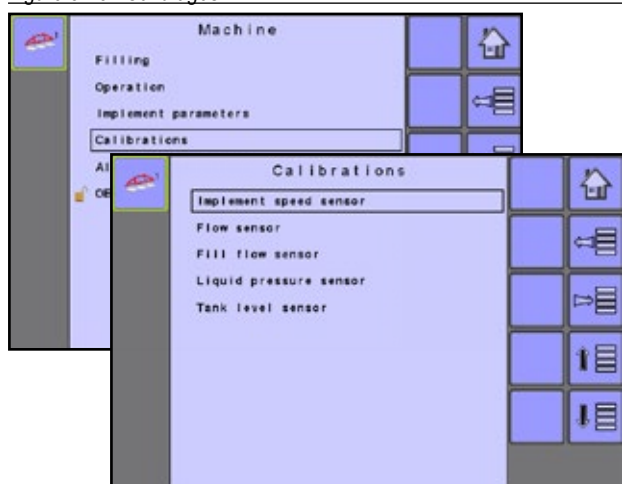 Machine
Filling
Operation
Implement parameters
Calibrations
Calibrations
Implement speed sensor
Flow sensor
Fill flow sensor
Liquid pressure sensor
Tank level sensor